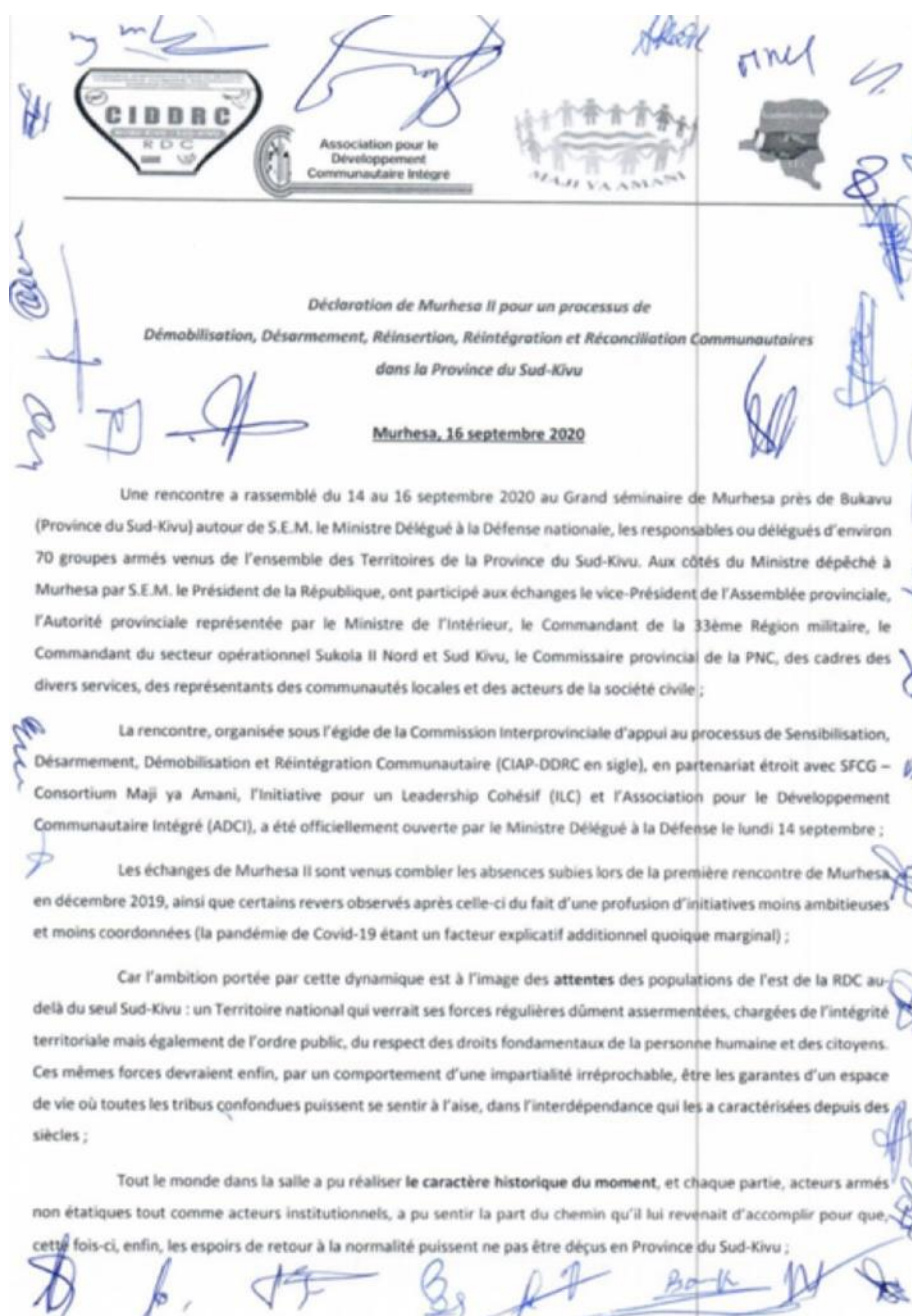 CIDDRC
RDC
Association pour le
Développement
Communautaire Intégré
MAJI YA AMANI
Déclaration de Murhesa II pour un processus de
Démobilisation, Désarmement, Réinsertion, Réintégration et Réconciliation Communautaires
dans la Province du Sud-Kivu
Murhesa, 16 septembre 2020
Une rencontre a rassemblé du 14 au 16 septembre 2020 au Grand séminaire de Murhesa près de Bukavu
(Province du Sud-Kivu) autour de S.E.M. le Ministre Délégué à la Défense nationale, les responsables ou délégués d'environ
70 groupes armés venus de l'ensemble des Territoires de la Province du Sud-Kivu. Aux côtés du Ministre dépêché à
Murhesa par S.E.M. le Président de la République, ont participé aux échanges le vice-Président de l'Assemblée provinciale,
l'Autorité provinciale représentée par le Ministre de l'Intérieur, le Commandant de la 33ème Région militaire, le
Commandant du secteur opérationnel Sukola II Nord et Sud Kivu, le Commissaire provincial de la PNC, des cadres des
divers services, des représentants des communautés locales et des acteurs de la société civile ;
La rencontre, organisée sous l'égide de la Commission Interprovinciale d'appui au processus de Sensibilisation,
Désarmement, Démobilisation et Réintégration Communautaire (CIAP-DDRC en sigle), en partenariat étroit avec SFCG –
Consortium Maji ya Amani, l'Initiative pour un Leadership Cohésif (ILC) et l'Association pour le Développement
Communautaire Intégré (ADCI), a été officiellement ouverte par le Ministre Délégué à la Défense le lundi 14 septembre ;
Les échanges de Murhesa II sont venus combler les absences subies lors de la première rencontre de Murhesa
en décembre 2019, ainsi que certains revers observés après celle-ci du fait d'une profusion d'initiatives moins ambitieuses
et moins coordonnées (la pandémie de Covid-19 étant un facteur explicatif additionnel quoique marginal) ;
Car l'ambition portée par cette dynamique est à l'image des attentes des populations de l'est de la RDC au-
delà du seul Sud-Kivu : un Territoire national qui verrait ses forces régulières dûment assermentées, chargées de l'intégrité
territoriale mais également de l'ordre public, du respect des droits fondamentaux de la personne humaine et des citoyens.
Ces mêmes forces devraient enfin, par un comportement d'une impartialité irréprochable, être les garantes d'un espace
de vie où toutes les tribus confondues puissent se sentir à l'aise, dans l'interdépendance qui les a caractérisées depuis des
siècles ;
Tout le monde dans la salle a pu réaliser le caractère historique du moment, et chaque partie, acteurs armés
non étatiques tout comme acteurs institutionnels, a pu sentir la part du chemin qu'il lui revenait d'accomplir pour que,
cette fois-ci, enfin, les espoirs de retour à la normalité puissent ne pas être déçus en Province du Sud-Kivu ;